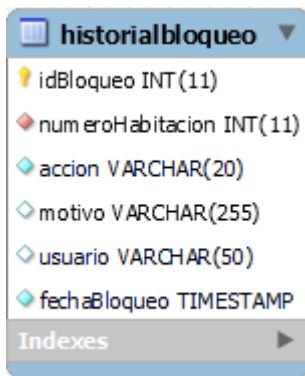 historialbloqueo
idBloqueo INT(11)
numeroHabitacion INT(11)
accion VARCHAR(20)
motivo VARCHAR(255)
usuario VARCHAR(50)
fechaBloqueo TIMESTAMP
Indexes